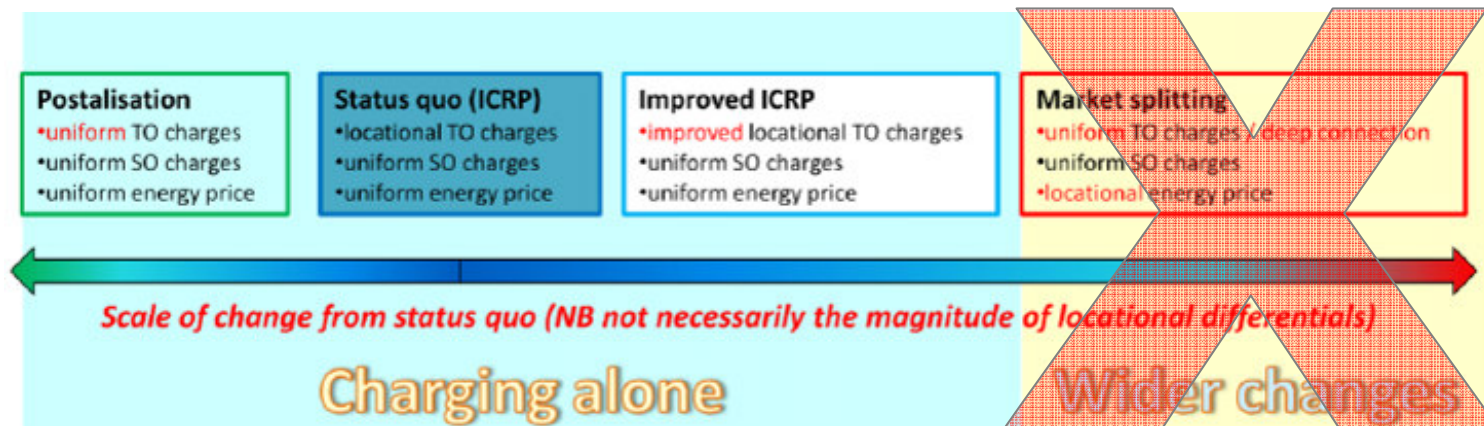 Postalisation
•uniform TO charges
•uniform SO charges
•uniform energy price
Status quo (ICRP)
•locational TO charges
•uniform SO charges
•uniform energy price
Improved ICRP
•improved locational TO charges
•uniform SO charges
•uniform energy price
Market splitting
•uniform TO charges / deep connection
•uniform SO charges
•locational energy price
Scale of change from status quo (NB not necessarily the magnitude of locational differentials)
Charging alone
Wider changes